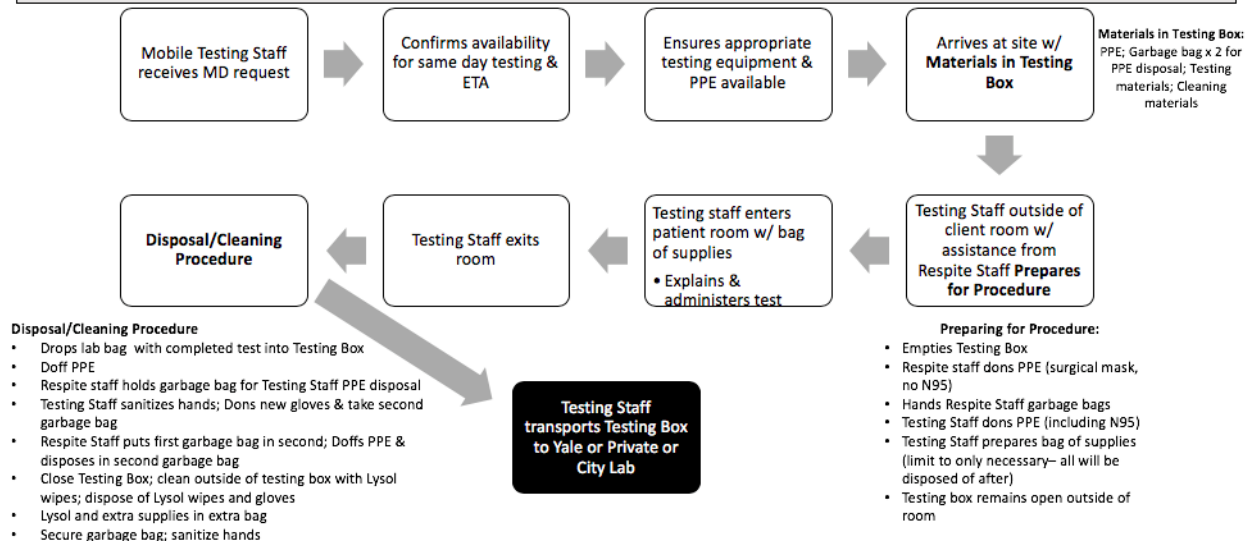 Mobile Testing Staff
receives MD request
Confirms availability
for same day testing &
ETA
Ensures appropriate
testing equipment &
PPE available
Arrives at site w/
Materials in Testing
Box
Materials in Testing Box:
PPE; Garbage bag x 2 for
PPE disposal; Testing
materials; Cleaning
materials
Testing Staff outside of
client room w/
assistance from
Respite Staff Prepares
for Procedure
Testing staff enters
patient room w/ bag
of supplies
• Explains &
administers test
Testing Staff exits
room
Disposal/Cleaning
Procedure
Disposal/Cleaning Procedure
• Drops lab bag with completed test into Testing Box
• Doff PPE
• Respite staff holds garbage bag for Testing Staff PPE disposal
• Testing Staff sanitizes hands; Dons new gloves & take second
garbage bag
• Respite Staff puts first garbage bag in second; Doffs PPE &
disposes in second garbage bag
• Close Testing Box; clean outside of testing box with Lysol
wipes; dispose of Lysol wipes and gloves
• Lysol and extra supplies in extra bag
• Secure garbage bag; sanitize hands
Testing Staff
transports Testing Box
to Yale or Private or
City Lab
Preparing for Procedure:
• Empties Testing Box
• Respite staff dons PPE (surgical mask,
no N95)
• Hands Respite Staff garbage bags
• Testing Staff dons PPE (including N95)
• Testing Staff prepares bag of supplies
(limit to only necessary– all will be
disposed of after)
• Testing box remains open outside of
room